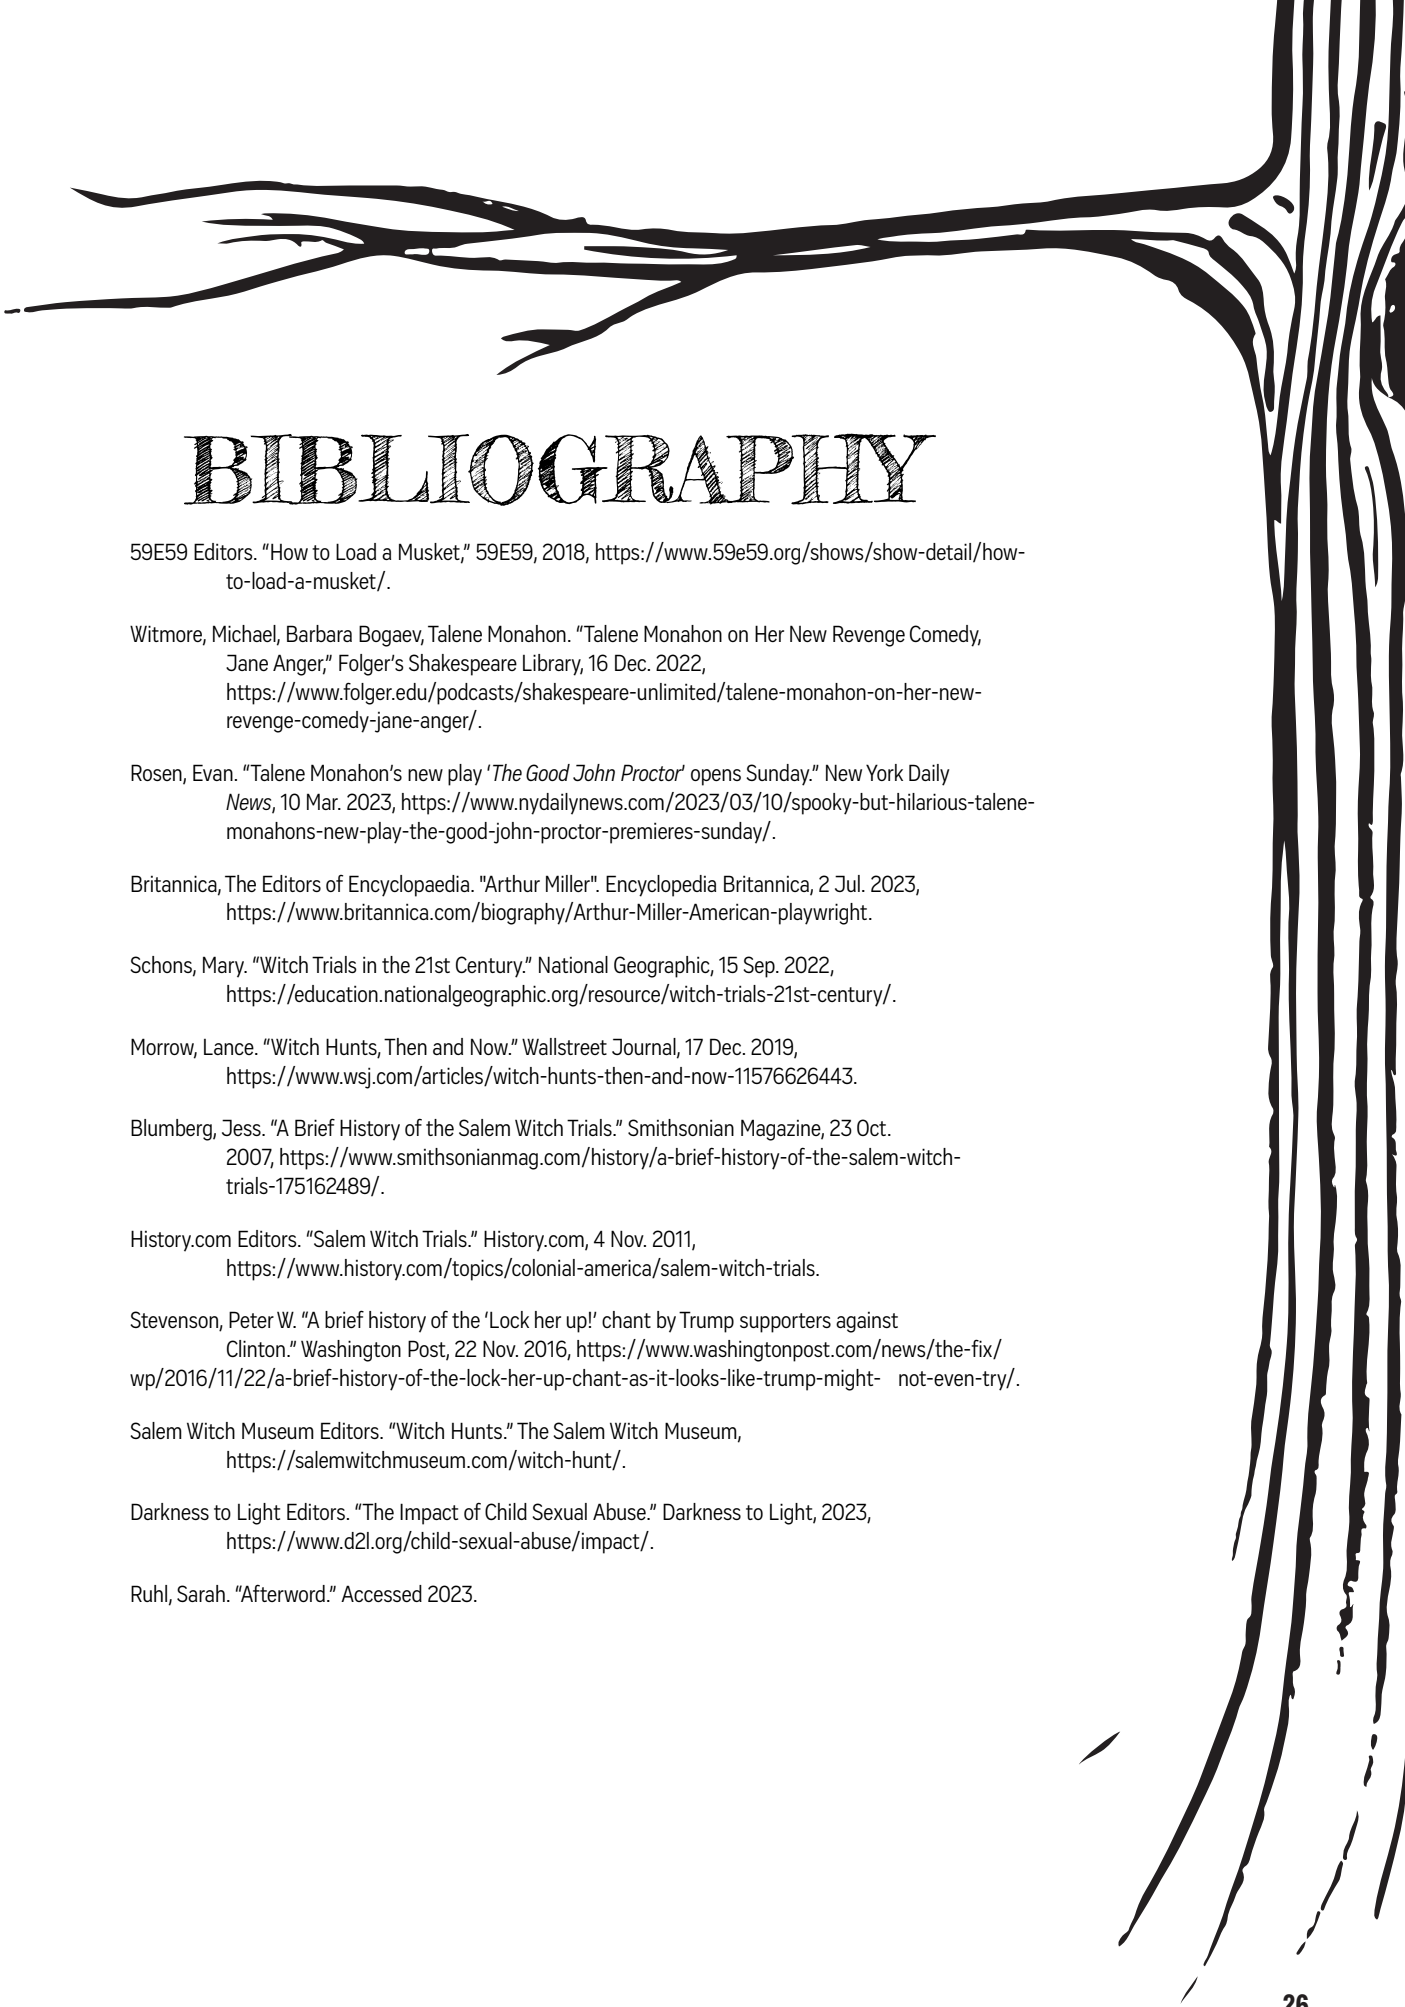 BIBLIOGRAPHY
59E59 Editors. “How to Load a Musket,” 59E59, 2018, https://www.59e59.org/shows/show-detail/how-
to-load-a-musket/.
Witmore, Michael, Barbara Bogaev, Talene Monahon. “Talene Monahon on Her New Revenge Comedy,
Jane Anger,” Folger’s Shakespeare Library, 16 Dec. 2022,
https://www.folger.edu/podcasts/shakespeare-unlimited/talene-monahon-on-her-new-
revenge-comedy-jane-anger/.
Rosen, Evan. “Talene Monahon’s new play ‘The Good John Proctor’ opens Sunday.” New York Daily
News, 10 Mar. 2023, https://www.nydailynews.com/2023/03/10/spooky-but-hilarious-talene-
monahons-new-play-the-good-john-proctor-premieres-sunday/.
Britannica, The Editors of Encyclopaedia. "Arthur Miller". Encyclopedia Britannica, 2 Jul. 2023,
https://www.britannica.com/biography/Arthur-Miller-American-playwright.
Schons, Mary. “Witch Trials in the 21st Century.” National Geographic, 15 Sep. 2022,
https://education.nationalgeographic.org/resource/witch-trials-21st-century/.
Morrow, Lance. “Witch Hunts, Then and Now.” Wallstreet Journal, 17 Dec. 2019,
https://www.wsj.com/articles/witch-hunts-then-and-now-11576626443.
Blumberg, Jess. “A Brief History of the Salem Witch Trials.” Smithsonian Magazine, 23 Oct.
2007, https://www.smithsonianmag.com/history/a-brief-history-of-the-salem-witch-
trials-175162489/.
History.com Editors. “Salem Witch Trials.” History.com, 4 Nov. 2011,
https://www.history.com/topics/colonial-america/salem-witch-trials.
Stevenson, Peter W. “A brief history of the ‘Lock her up!’ chant by Trump supporters against
Clinton.” Washington Post, 22 Nov. 2016, https://www.washingtonpost.com/news/the-fix/
wp/2016/11/22/a-brief-history-of-the-lock-her-up-chant-as-it-looks-like-trump-might- not-even-try/.
Salem Witch Museum Editors. “Witch Hunts.” The Salem Witch Museum,
https://salemwitchmuseum.com/witch-hunt/.
Darkness to Light Editors. “The Impact of Child Sexual Abuse.” Darkness to Light, 2023,
https://www.d2l.org/child-sexual-abuse/impact/.
Ruhl, Sarah. “Afterword.” Accessed 2023.
26